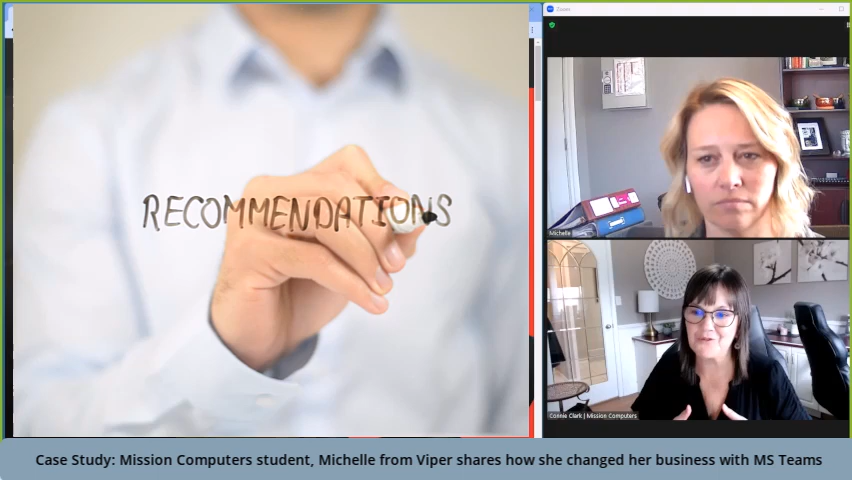 Zoom
RECOMMENDATIONS
Michelle
Connie Clark | Mission Computers
Case Study: Mission Computers student, Michelle from Viper shares how she changed her business with MS Teams